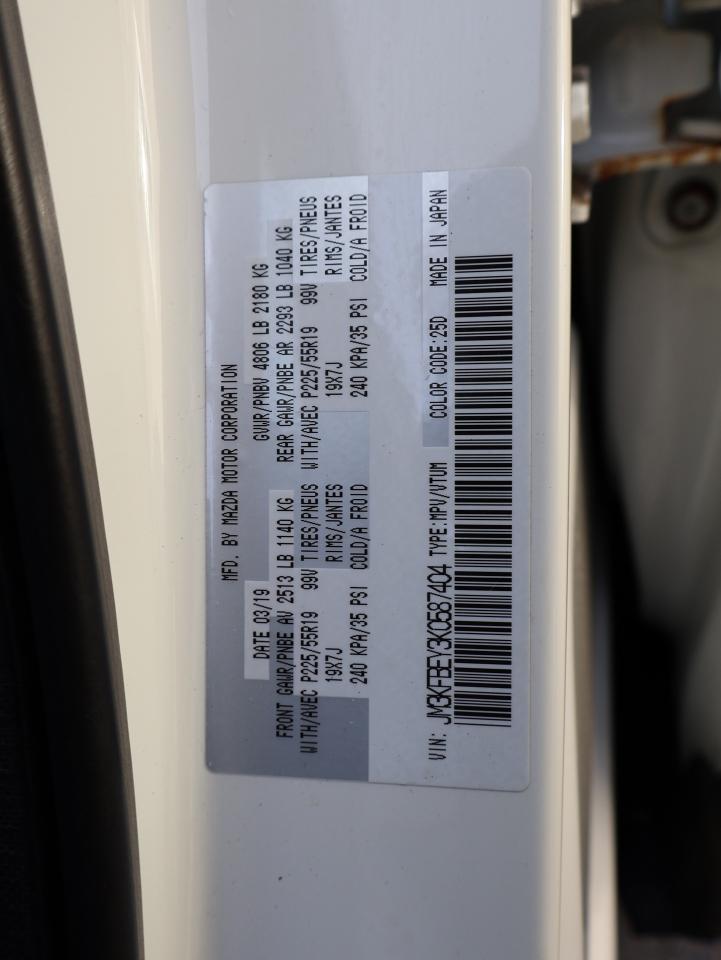 MFD. BY MAZDA MOTOR CORPORATION
DATE 03/19 GVWR/PNBV 4806 LB 2180 KG
FRONT GAWR/PNBE AV 2513 LB 1140 KG REAR GAWR/PNBE AR 2293 LB 1040 KG
WITH/AVEC P225/55R19 99V TIRES/PNEUS WITH/AVEC P225/55R19 99V TIRES/PNEUS
19X7J RIMS/JANTES 19X7J RIMS/JANTES
240 KPA/35 PSI COLD/A FROID 240 KPA/35 PSI COLD/A FROID
VIN: JM3KFBEY3K0587404 TYPE:MPV/VTUM COLOR CODE:25D MADE IN JAPAN